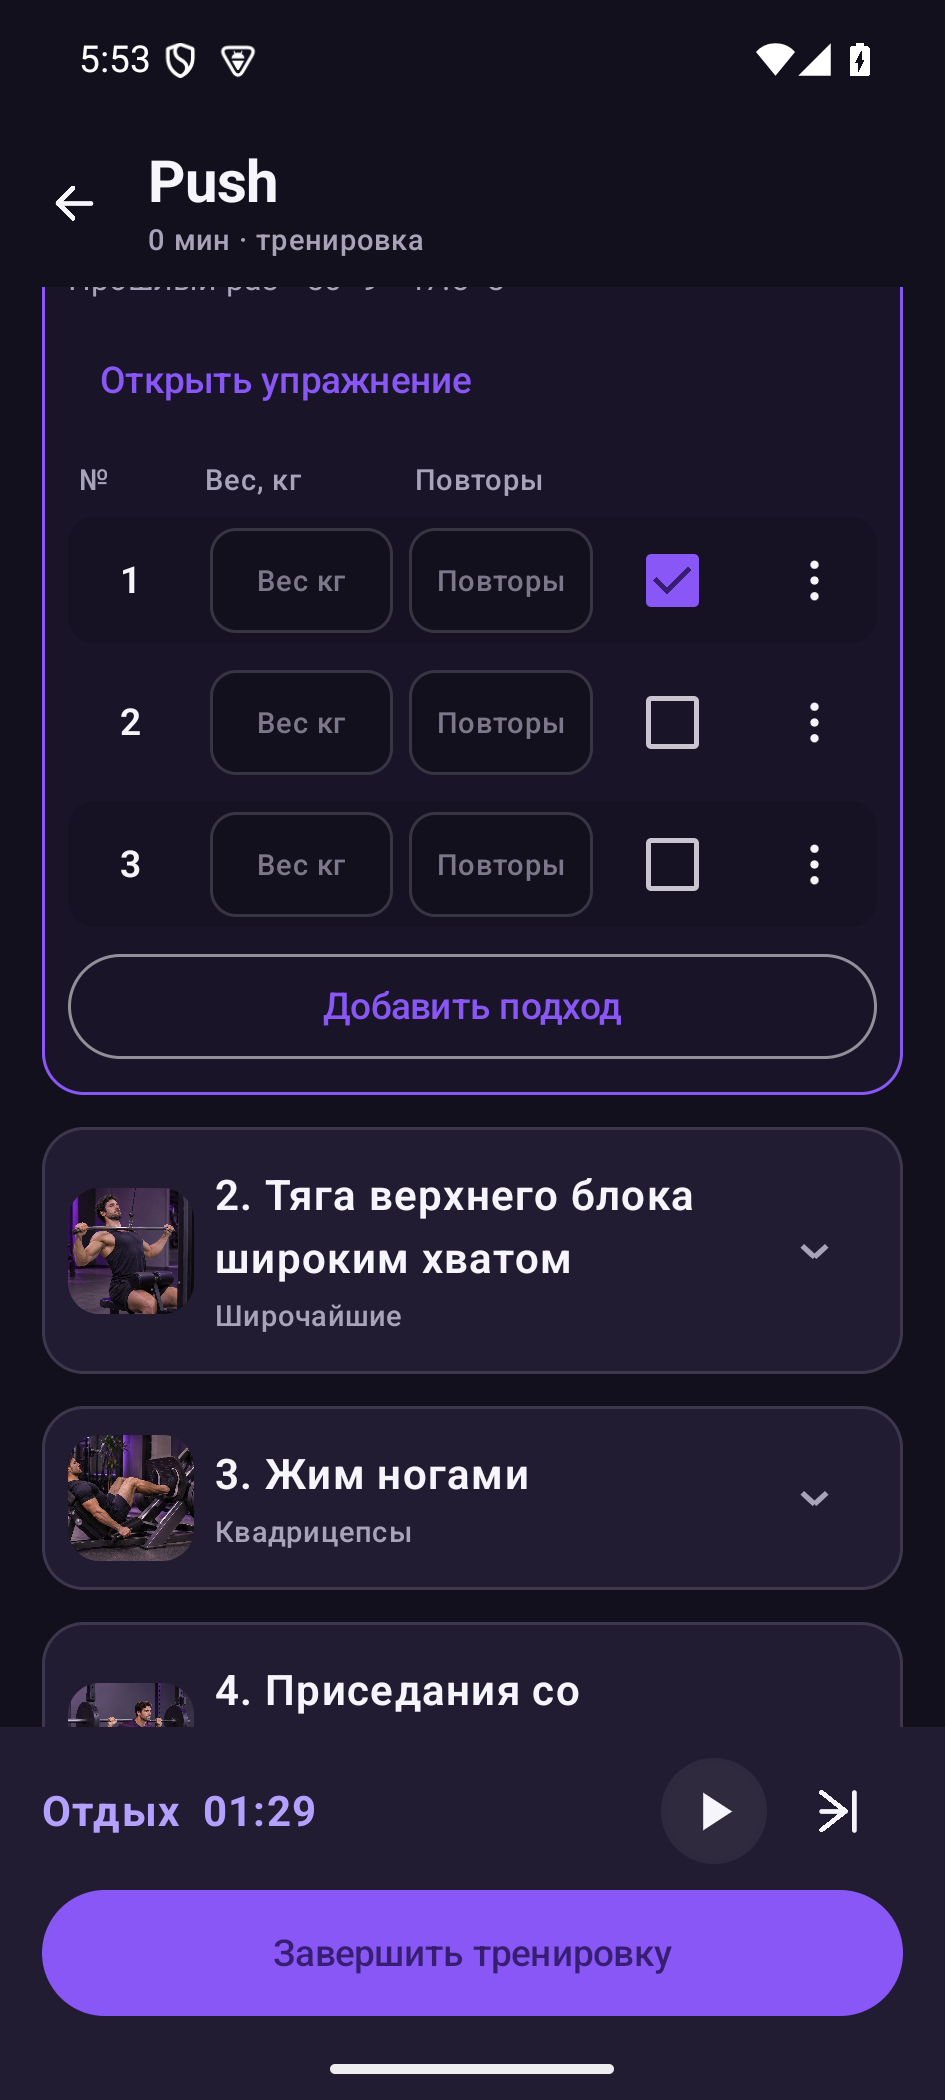 5:53
Push
0 мин · тренировка
Открыть упражнение
№ Вес, кг Повторы
1 Вес кг Повторы
2 Вес кг Повторы
3 Вес кг Повторы
Добавить подход
2. Тяга верхнего блока
широким хватом
Широчайшие
3. Жим ногами
Квадрицепсы
4. Приседания со
Отдых 01:29
Завершить тренировку